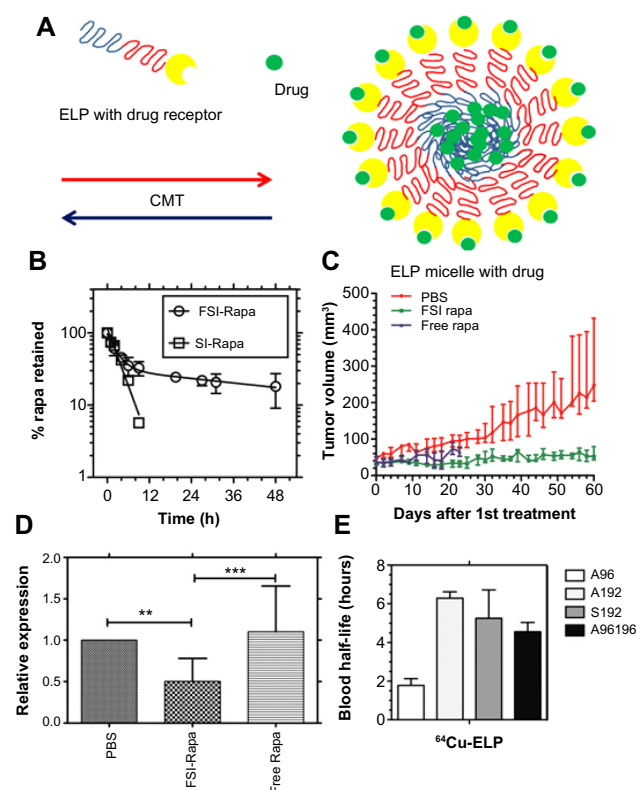 A
Drug
ELP with drug receptor
CMT
ELP micelle with drug
B
FSI-Rapa
SI-Rapa
100
10
1
% rapa retained
0 12 24 36 48
Time (h)
C
PBS
FSI rapa
Free rapa
500
400
300
200
100
0
Tumor volume (mm³)
0 10 20 30 40 50 60
Days after 1st treatment
D
2.0
1.5
1.0
0.5
0.0
Relative expression
**
***
PBS
FSI-Rapa
Free Rapa
E
8
6
4
2
0
Blood half-life (hours)
⁶⁴Cu-ELP
A96
A192
S192
A96196